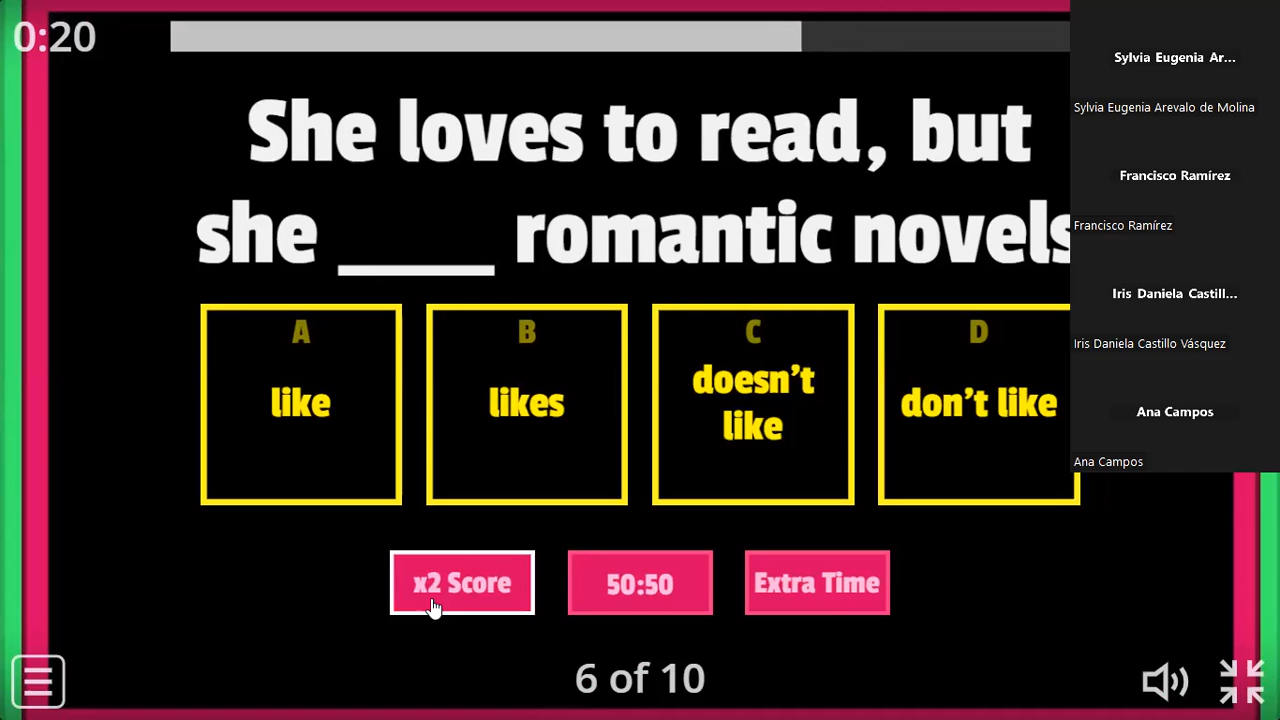 0:20
She loves to read, but
she ____ romantic novels
A
like
B
likes
C
doesn't
like
D
don't like
x2 Score
50:50
Extra Time
6 of 10
Sylvia Eugenia Ar...
Sylvia Eugenia Arevalo de Molina
Francisco Ramírez
Francisco Ramírez
Iris Daniela Castill...
Iris Daniela Castillo Vásquez
Ana Campos
Ana Campos